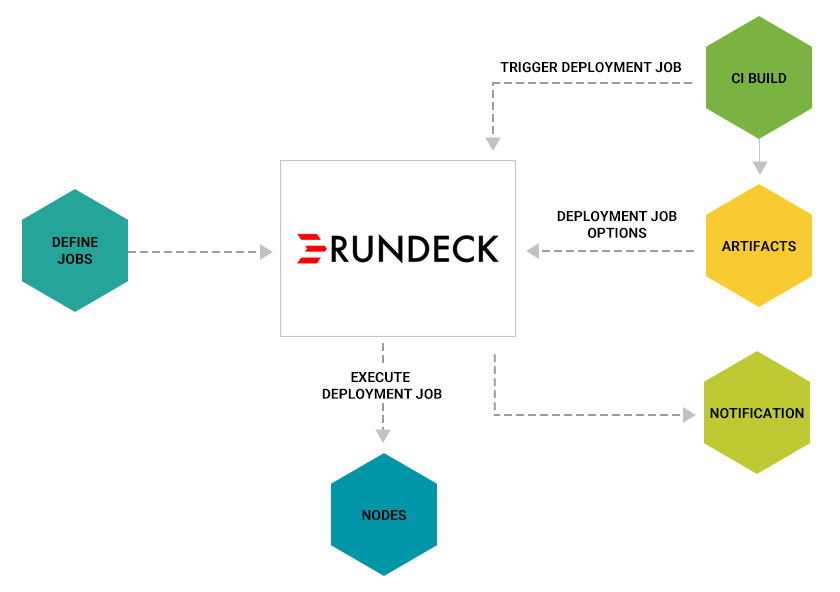 TRIGGER DEPLOYMENT JOB
CI BUILD
DEFINE
JOBS
RUNDECK
DEPLOYMENT JOB
OPTIONS
ARTIFACTS
EXECUTE
DEPLOYMENT JOB
NOTIFICATION
NODES